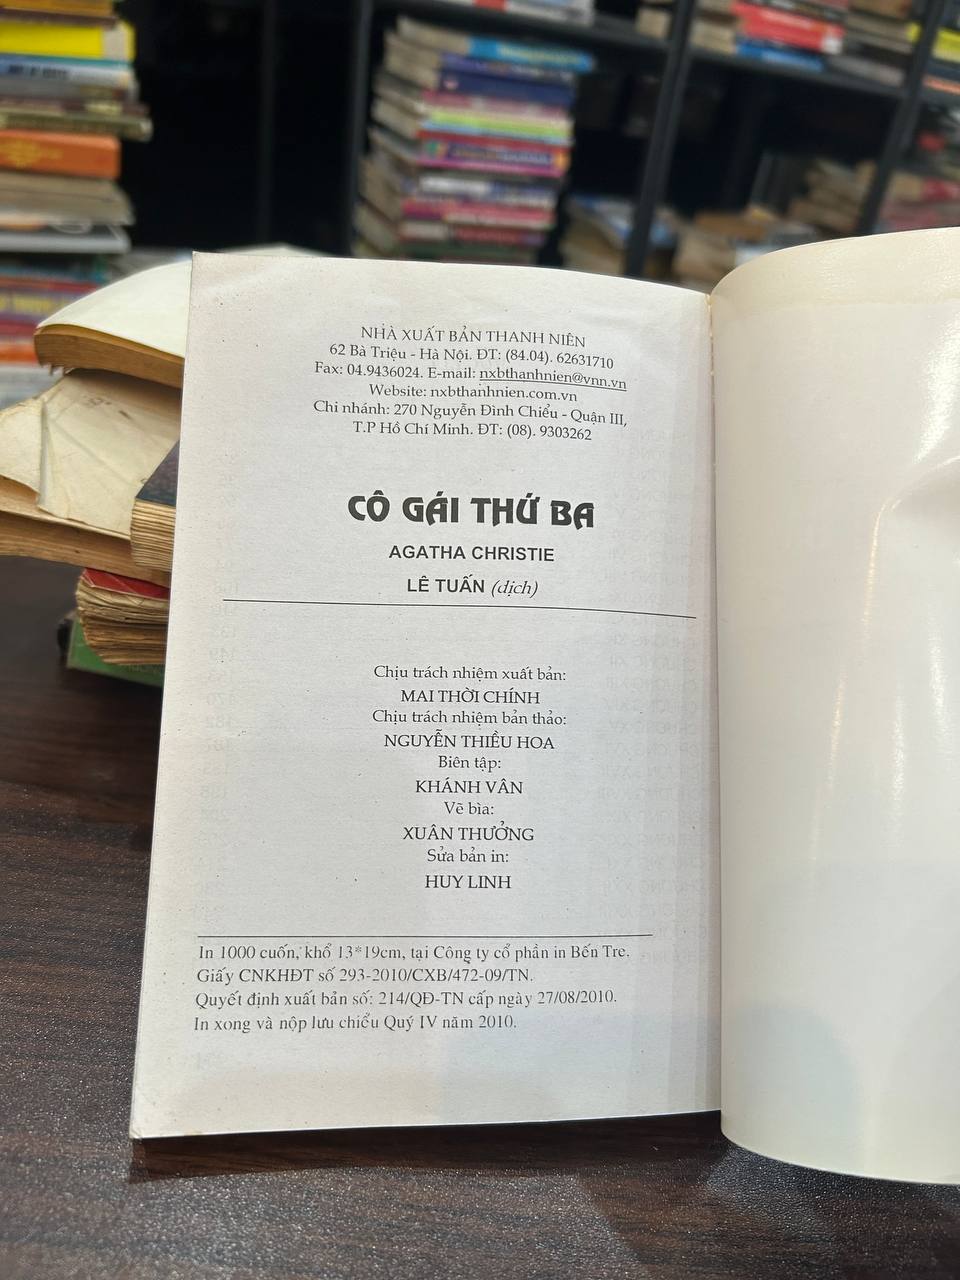 NHÀ XUẤT BẢN THANH NIÊN
62 Bà Triệu - Hà Nội. ĐT: (84.04). 62631710
Fax: 04.9436024. E-mail: nxbthanhnien@vnn.vn
Website: nxbthanhnien.com.vn
Chi nhánh: 270 Nguyễn Đình Chiểu - Quận III,
T.P Hồ Chí Minh. ĐT: (08). 9303262
CÔ GÁI THỨ BA
AGATHA CHRISTIE
LÊ TUẤN (dịch)
Chịu trách nhiệm xuất bản:
MAI THỜI CHÍNH
Chịu trách nhiệm bản thảo:
NGUYỄN THIỀU HOA
Biên tập:
KHÁNH VÂN
Vẽ bìa:
XUÂN THƯỞNG
Sửa bản in:
HUY LINH
In 1000 cuốn, khổ 13*19cm, tại Công ty cổ phần in Bến Tre.
Giấy CNKHĐT số 293-2010/CXB/472-09/TN.
Quyết định xuất bản số: 214/QĐ-TN cấp ngày 27/08/2010.
In xong và nộp lưu chiểu Quý IV năm 2010.